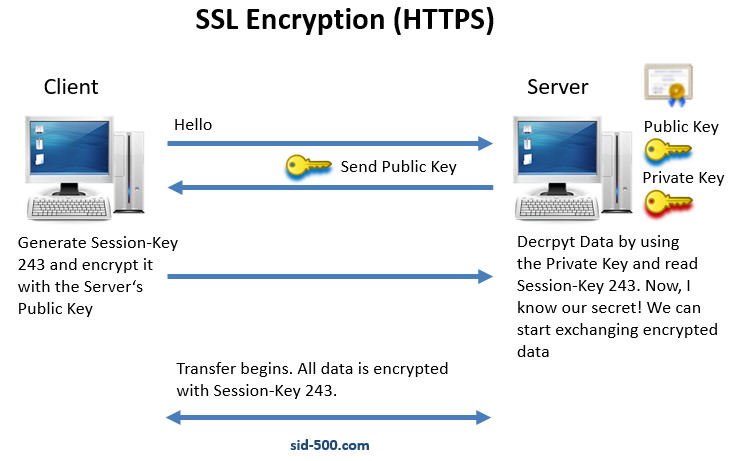 SSL Encryption (HTTPS)
Client
Server
Hello
Public Key
Send Public Key
Private Key
Generate Session-Key
243 and encrypt it
with the Server‘s
Public Key
Decrpyt Data by using
the Private Key and read
Session-Key 243. Now, I
know our secret! We can
start exchanging encrypted
data
Transfer begins. All data is encrypted
with Session-Key 243.
sid-500.com